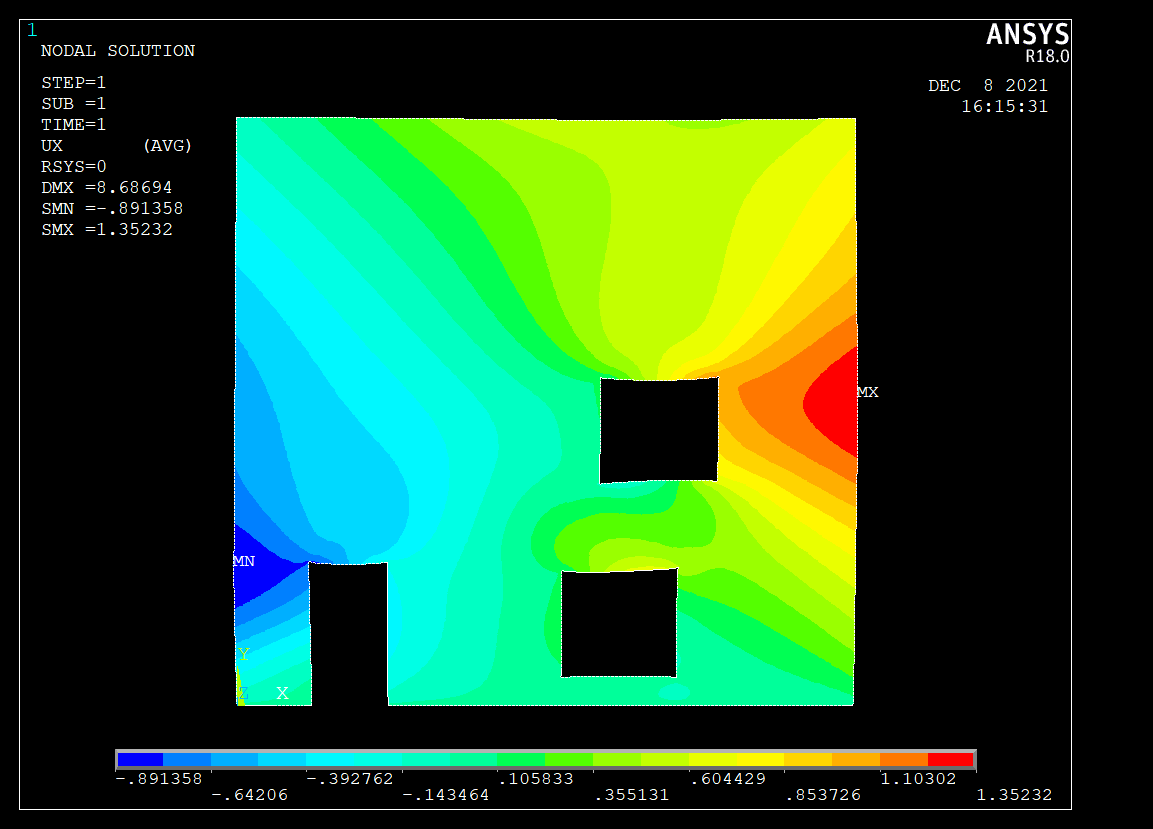 1
ANSYS
R18.0
NODAL SOLUTION
DEC  8 2021
16:15:31
STEP=1
SUB =1
TIME=1
UX       (AVG)
RSYS=0
DMX =8.68694
SMN =-.891358
SMX =1.35232
MX
MN
Y
Z X
-.891358 -.392762 .105833 .604429 1.10302
-.64206 -.143464 .355131 .853726 1.35232